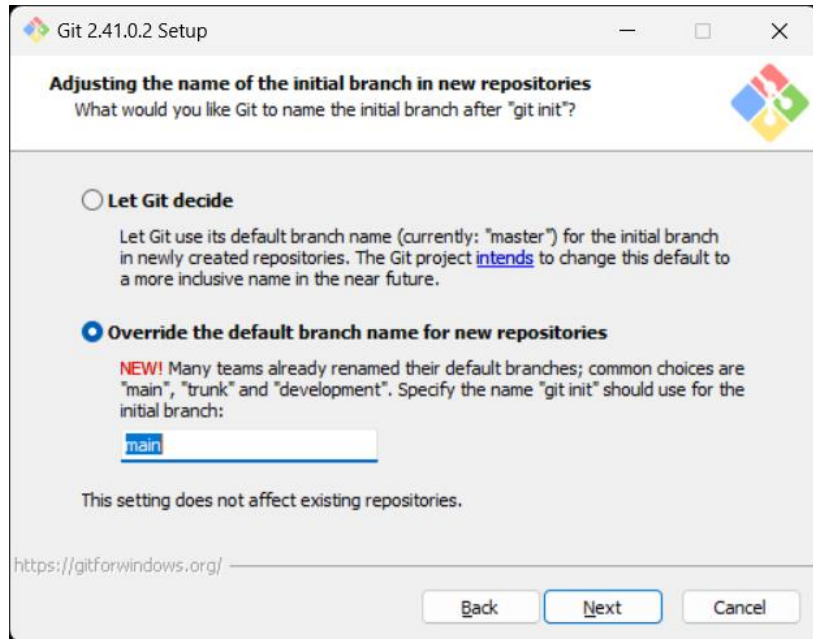 Git 2.41.0.2 Setup
Adjusting the name of the initial branch in new repositories
What would you like Git to name the initial branch after "git init"?
Let Git decide
Let Git use its default branch name (currently: "master") for the initial branch
in newly created repositories. The Git project intends to change this default to
a more inclusive name in the near future.
Override the default branch name for new repositories
NEW! Many teams already renamed their default branches; common choices are
"main", "trunk" and "development". Specify the name "git init" should use for the
initial branch:
main
This setting does not affect existing repositories.
https://gitforwindows.org/
Back Next Cancel